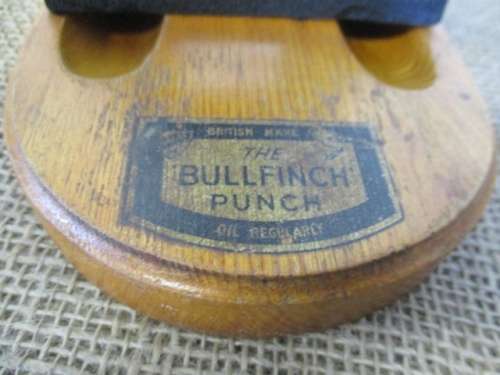 BRITISH MAKE
THE
BULLFINCH
PUNCH
OIL REGULARLY